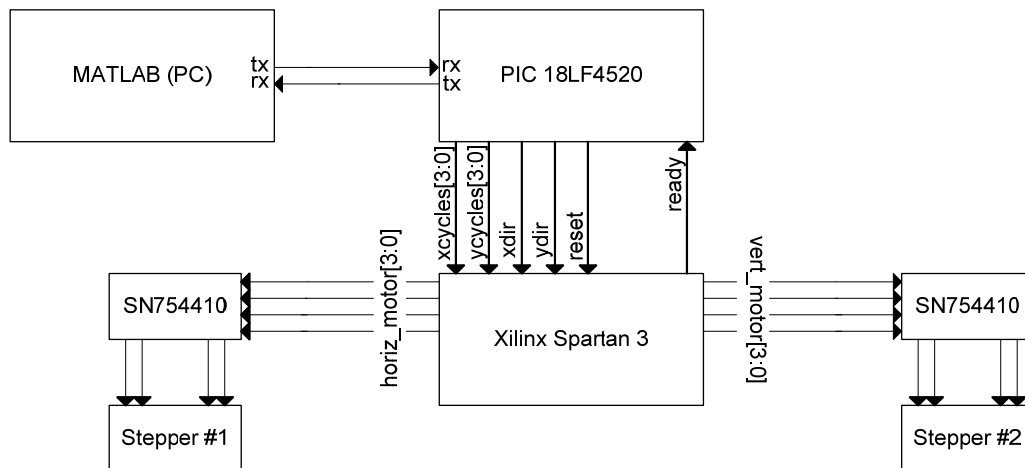 MATLAB (PC)
tx
rx
rx
tx
PIC 18LF4520
xcycles[3:0]
ycycles[3:0]
xdir
ydir
reset
ready
horiz_motor[3:0]
vert_motor[3:0]
SN754410
Xilinx Spartan 3
SN754410
Stepper #1
Stepper #2